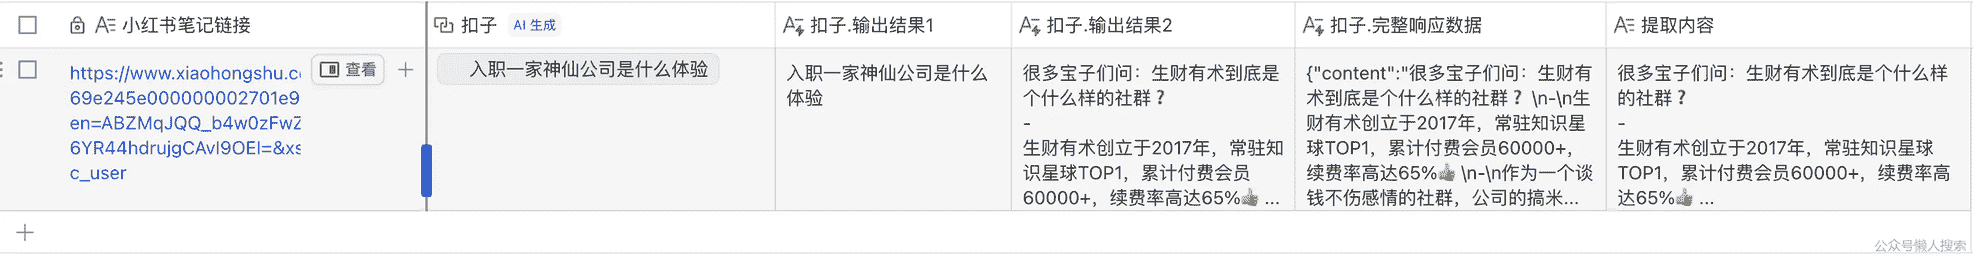 小红书笔记链接
扣子 AI 生成
扣子.输出结果1
扣子.输出结果2
扣子.完整响应数据
提取内容
https://www.xiaohongshu.c
69e245e000000002701e9
en=ABZMqJQQ_b4w0zFwZ
6YR44hdrujgCAvI9OEI=&xs
c_user
查看
入职一家神仙公司是什么体验
入职一家神仙公司是什么
体验
很多宝子们问：生财有术到底是
个什么样的社群？
-
生财有术创立于2017年，常驻知
识星球TOP1，累计付费会员
60000+，续费率高达65%👍 ...
{"content":"很多宝子们问：生财有
术到底是个什么样的社群？ \n-\n生
财有术创立于2017年，常驻知识星
球TOP1，累计付费会员60000+，
续费率高达65%👍 \n-\n作为一个谈
钱不伤感情的社群，公司的搞米...
很多宝子们问：生财有术到底是个什么样
的社群？
-
生财有术创立于2017年，常驻知识星球
TOP1，累计付费会员60000+，续费率高
达65%👍 ...
公众号懒人搜索